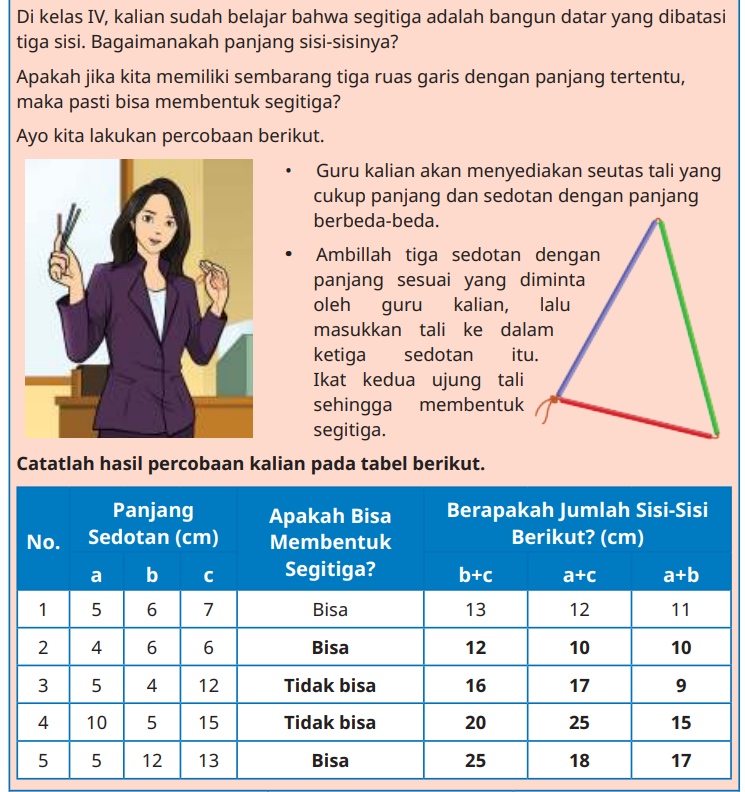 Di kelas IV, kalian sudah belajar bahwa segitiga adalah bangun datar yang dibatasi
tiga sisi. Bagaimanakah panjang sisi-sisinya?
Apakah jika kita memiliki sembarang tiga ruas garis dengan panjang tertentu,
maka pasti bisa membentuk segitiga?
Ayo kita lakukan percobaan berikut.
• Guru kalian akan menyediakan seutas tali yang
cukup panjang dan sedotan dengan panjang
berbeda-beda.
• Ambillah tiga sedotan dengan
panjang sesuai yang diminta
oleh guru kalian, lalu
masukkan tali ke dalam
ketiga sedotan itu.
Ikat kedua ujung tali
sehingga membentuk
segitiga.
Catatlah hasil percobaan kalian pada tabel berikut.
No. Panjang Sedotan (cm) Apakah Bisa Membentuk Segitiga? Berapakah Jumlah Sisi-Sisi Berikut? (cm)
a b c b+c a+c a+b
1 5 6 7 Bisa 13 12 11
2 4 6 6 Bisa 12 10 10
3 5 4 12 Tidak bisa 16 17 9
4 10 5 15 Tidak bisa 20 25 15
5 5 12 13 Bisa 25 18 17